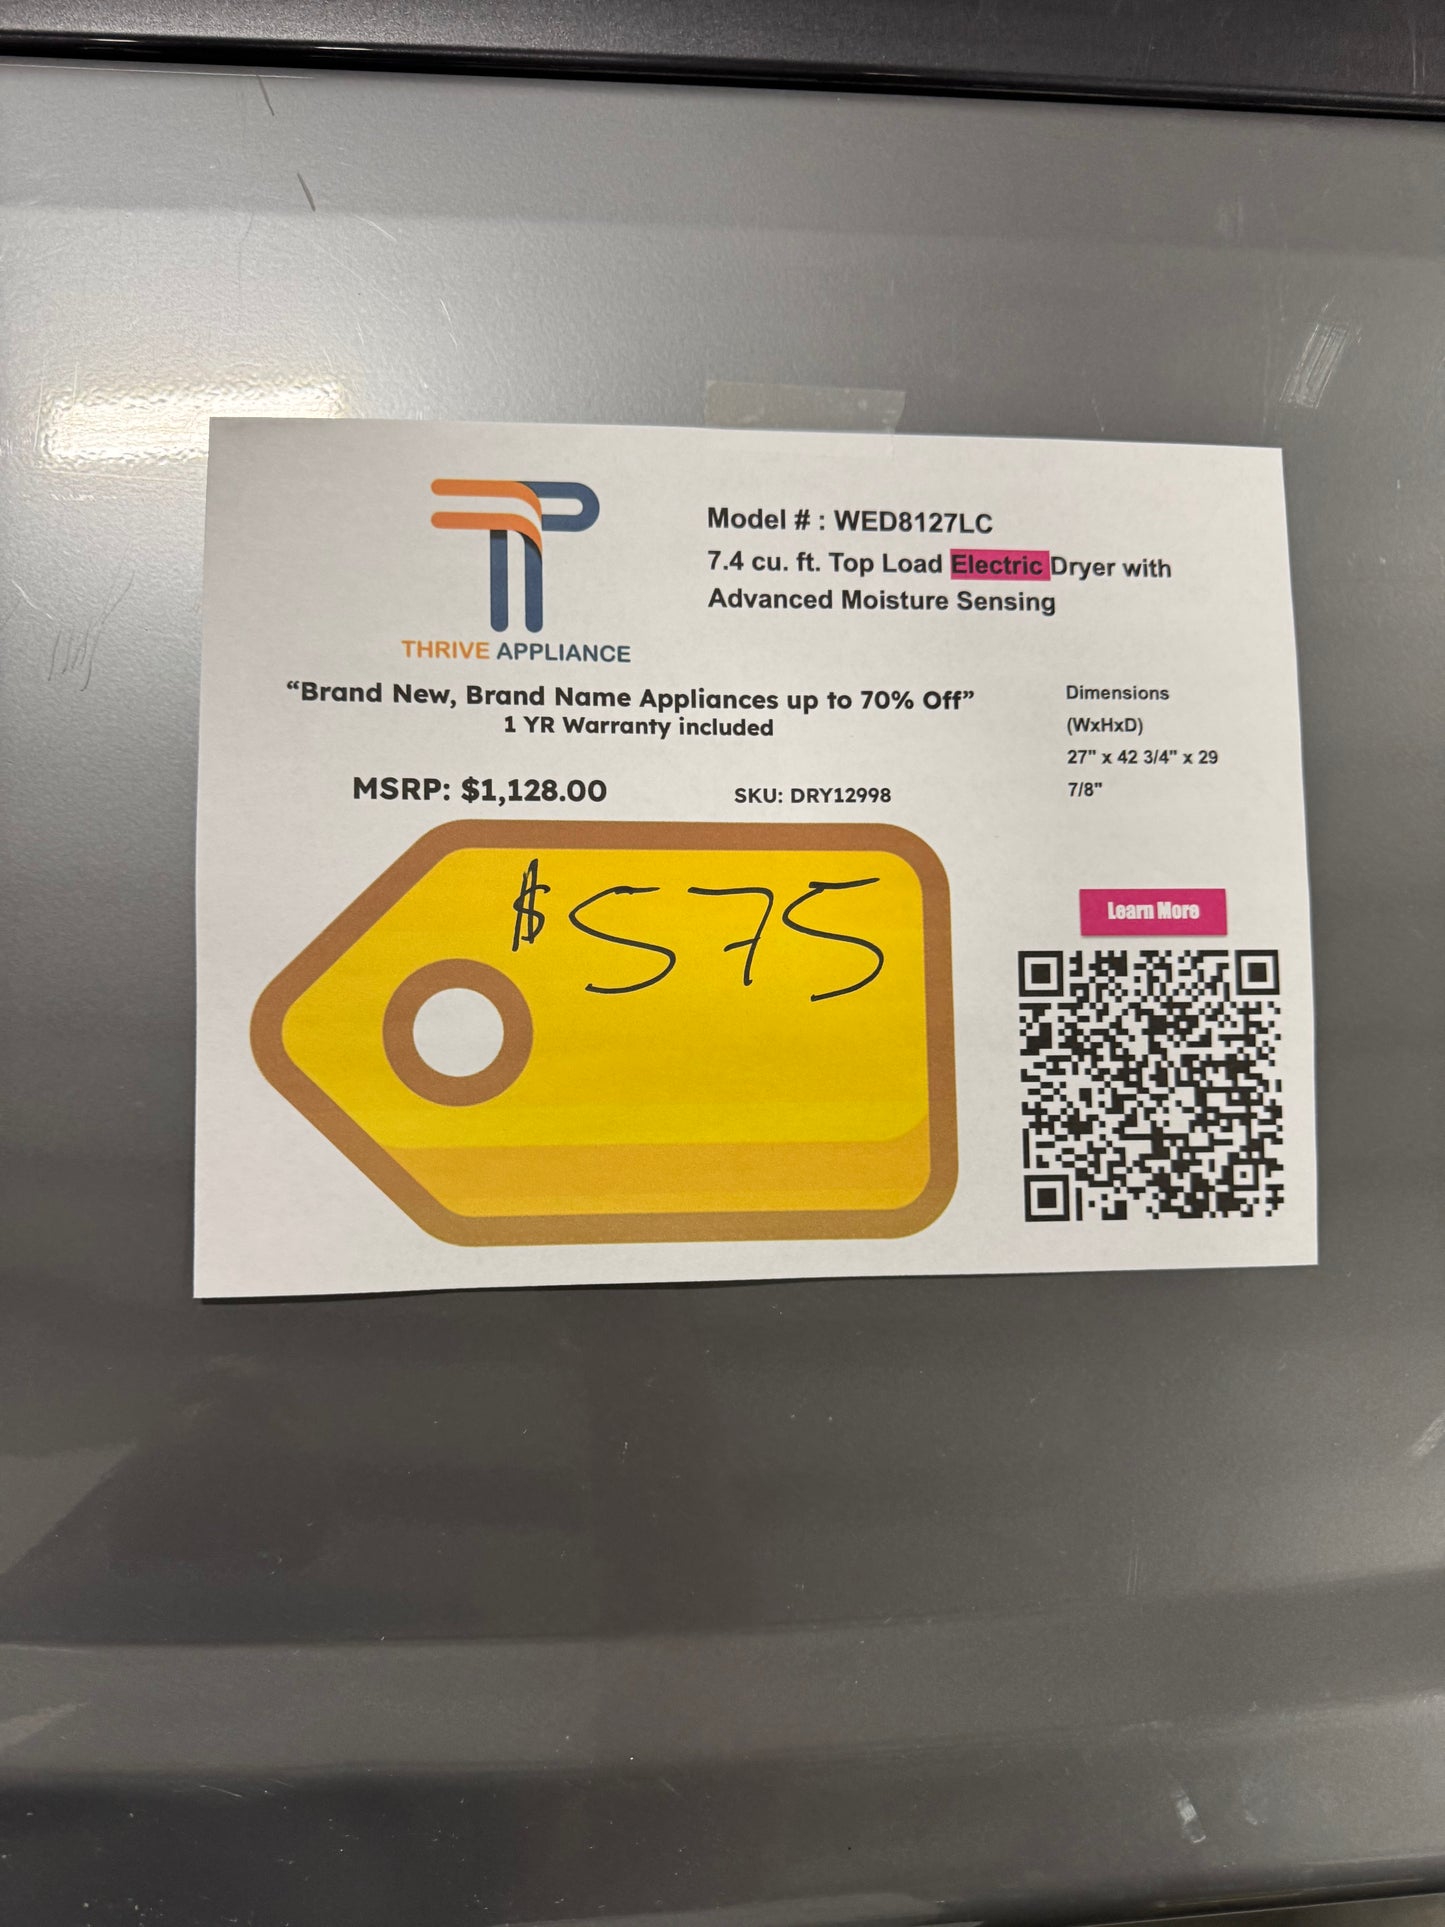 THRIVE APPLIANCE
Model # : WED8127LC
7.4 cu. ft. Top Load Electric Dryer with
Advanced Moisture Sensing
“Brand New, Brand Name Appliances up to 70% Off”
1 YR Warranty included
Dimensions
(WxHxD)
27" x 42 3/4" x 29
7/8"
MSRP: $1,128.00
SKU: DRY12998
$575
Learn More